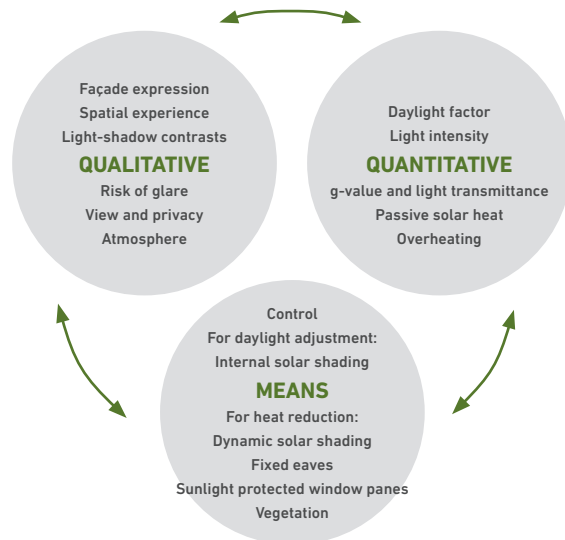 Façade expression
Spatial experience
Light-shadow contrasts
QUALITATIVE
Risk of glare
View and privacy
Atmosphere
Daylight factor
Light intensity
QUANTITATIVE
g-value and light transmittance
Passive solar heat
Overheating
Control
For daylight adjustment:
Internal solar shading
MEANS
For heat reduction:
Dynamic solar shading
Fixed eaves
Sunlight protected window panes
Vegetation